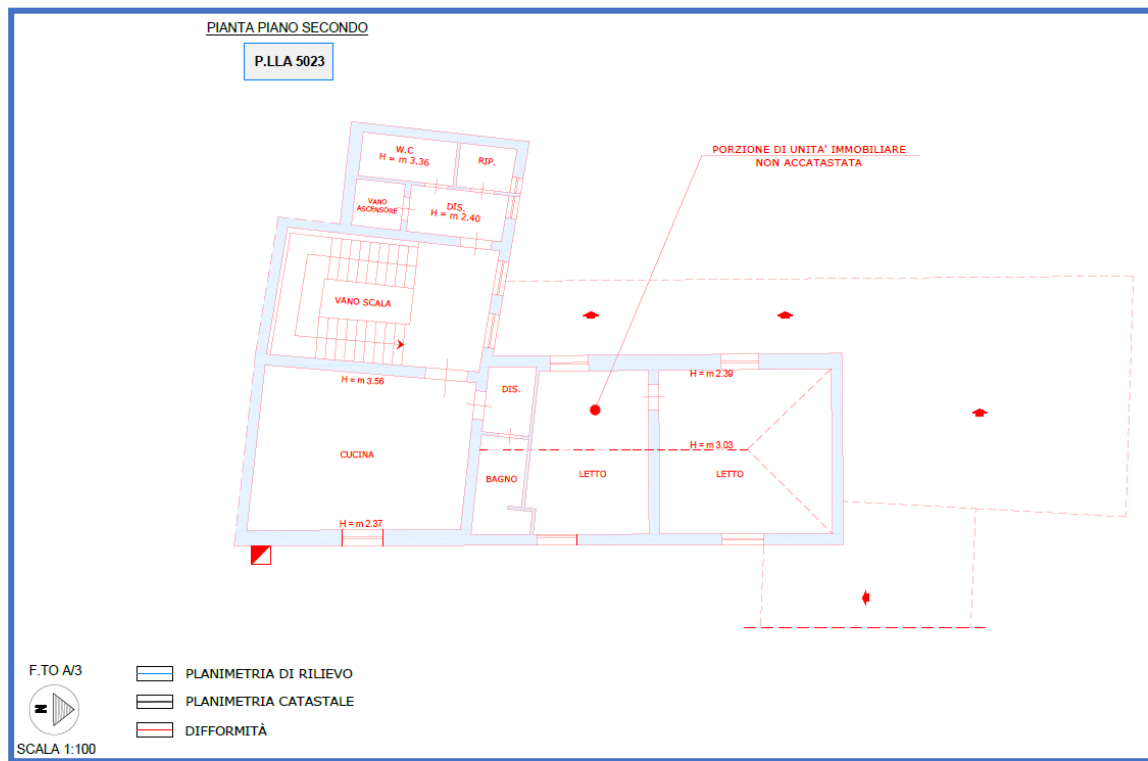 PIANTA PIANO SECONDO
P.LLA 5023
PORZIONE DI UNITA' IMMOBILIARE
NON ACCATASTATA
W.C
H = m 3.36
RIP.
VANO
ASCENSORE
DIS.
H = m 2.40
VANO SCALA
H = m 3.56
DIS.
H = m 2.39
CUCINA
H = m 3.03
BAGNO
LETTO
LETTO
H = m 2.37
F.TO A/3
N
SCALA 1:100
PLANIMETRIA DI RILIEVO
PLANIMETRIA CATASTALE
DIFFORMITÀ